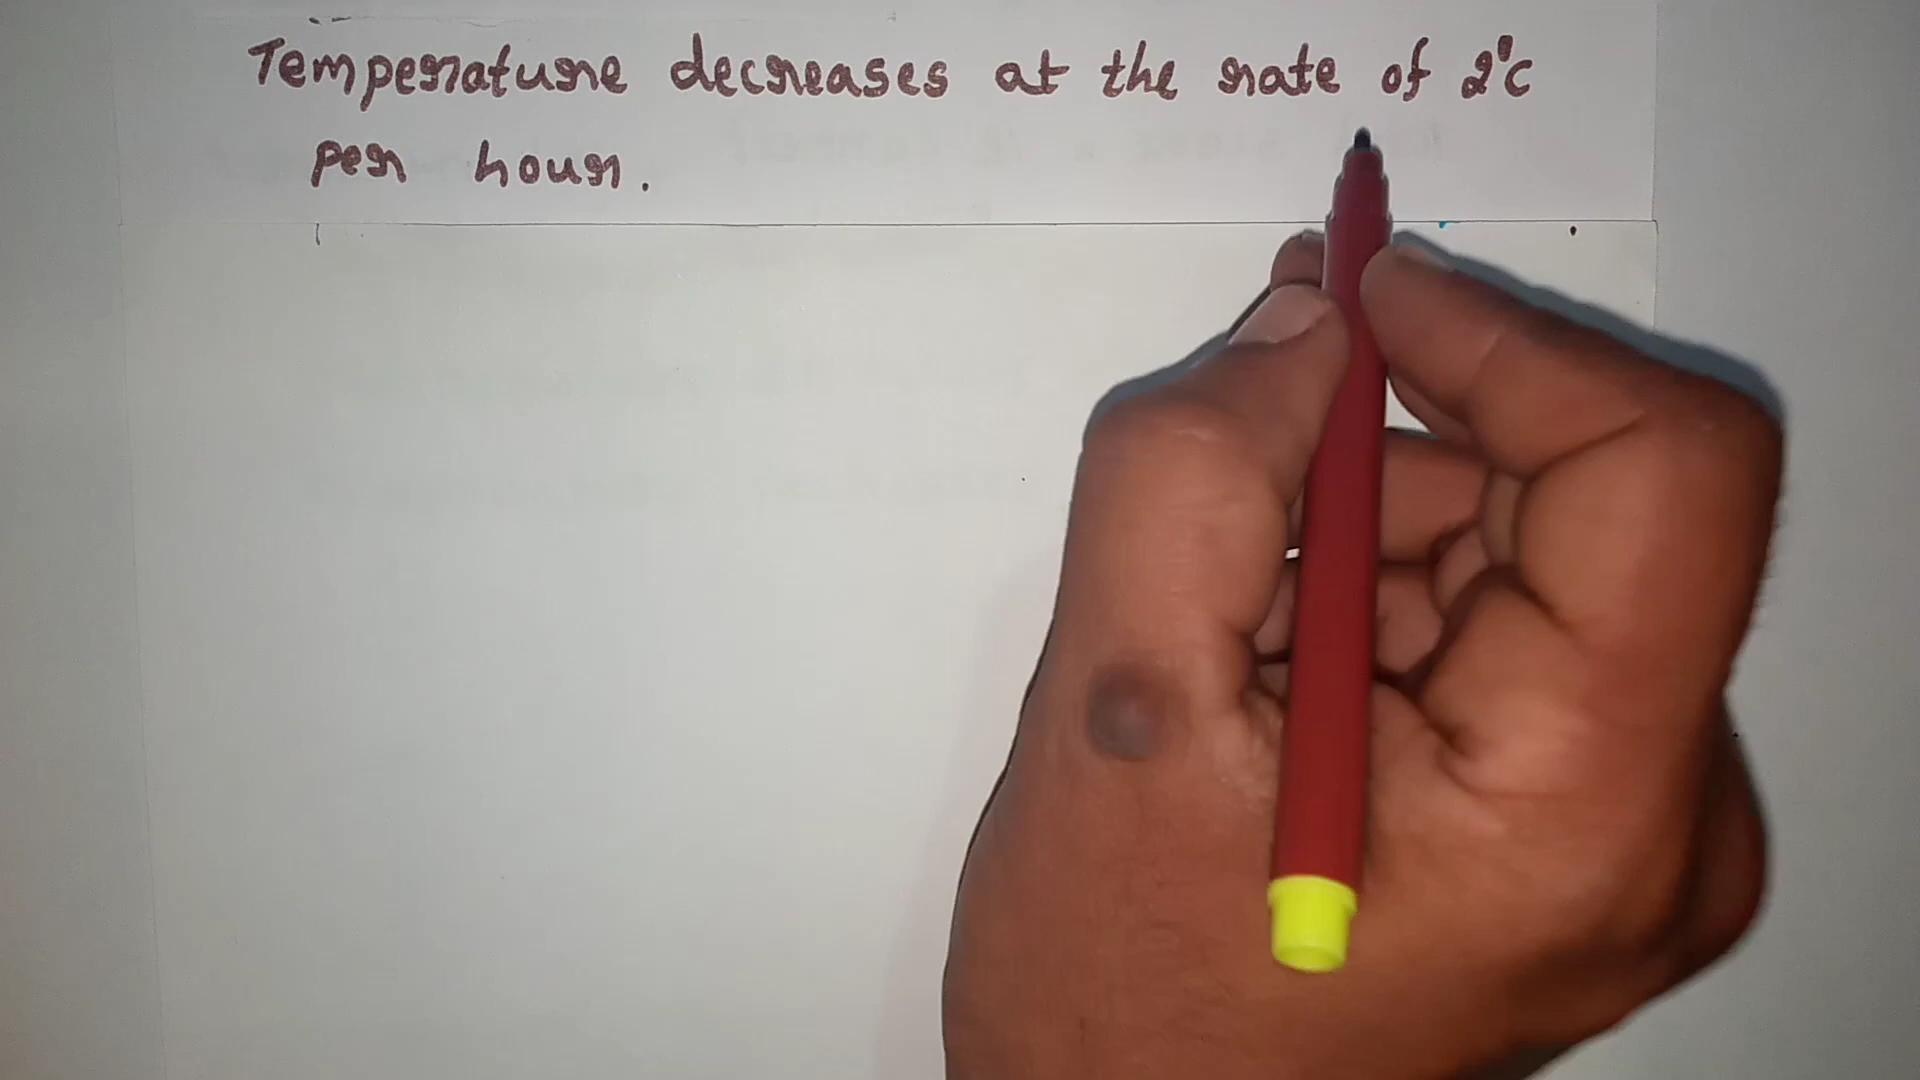 Temperature decreases at the rate of 2°C
per hour.